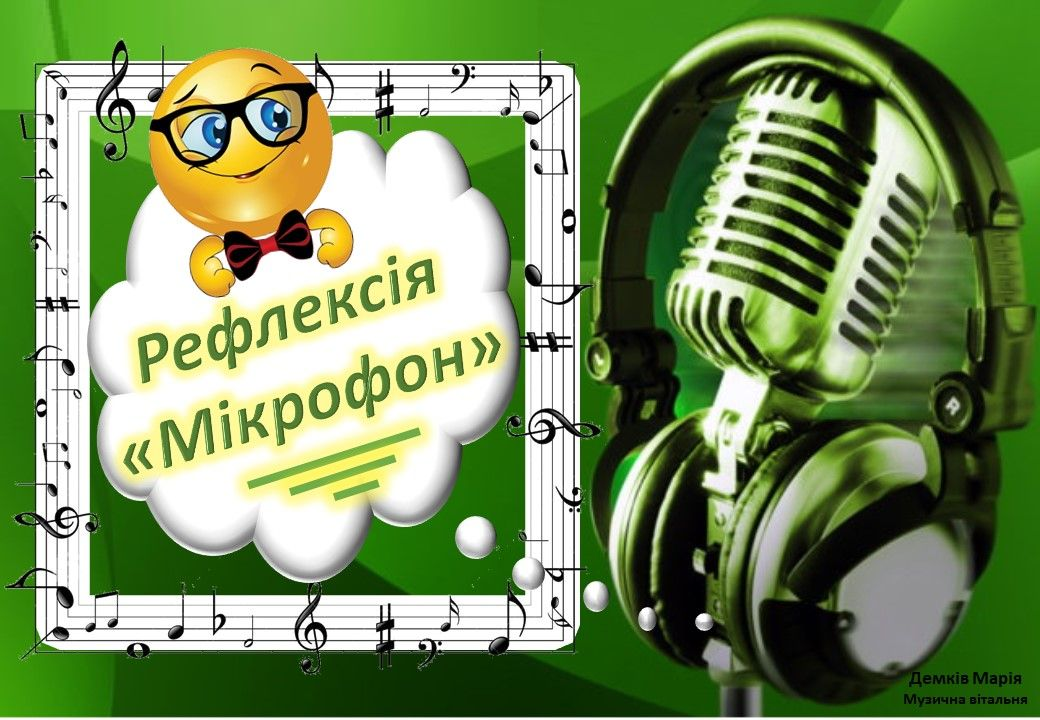 Рефлексія
«Мікрофон»
R
Демків Марія
Музична вітальня